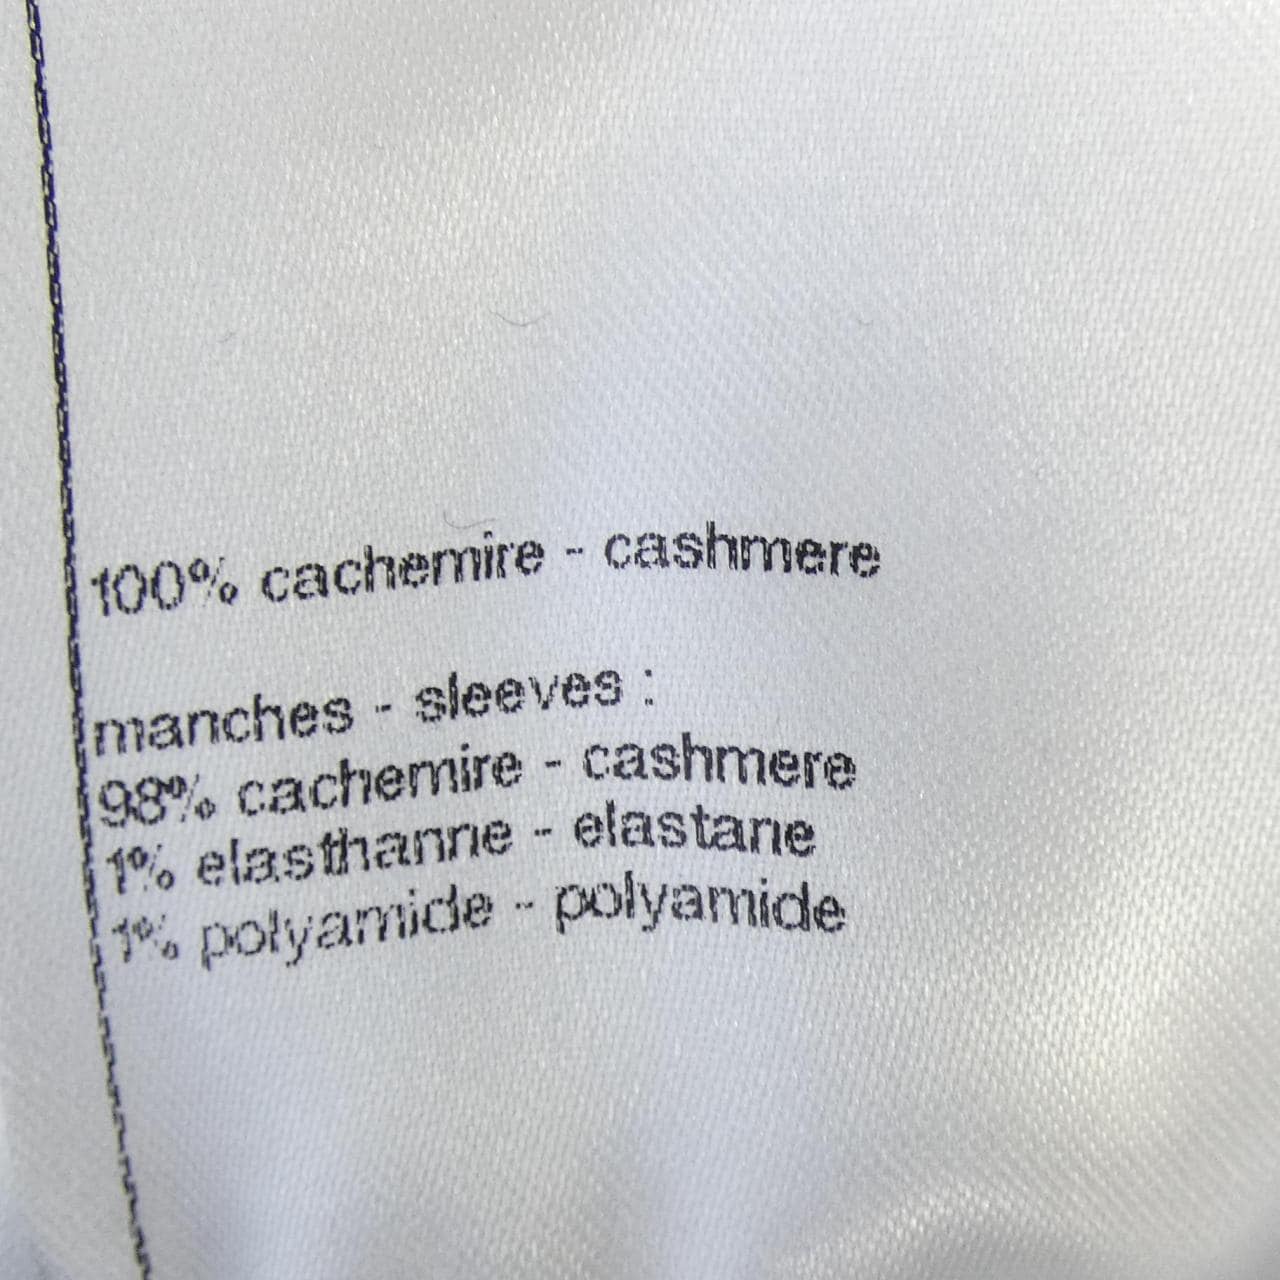 100% cachemire - cashmere
manches - sleeves :
98% cachemire - cashmere
1% elasthanne - elastane
1% polyamide - polyamide